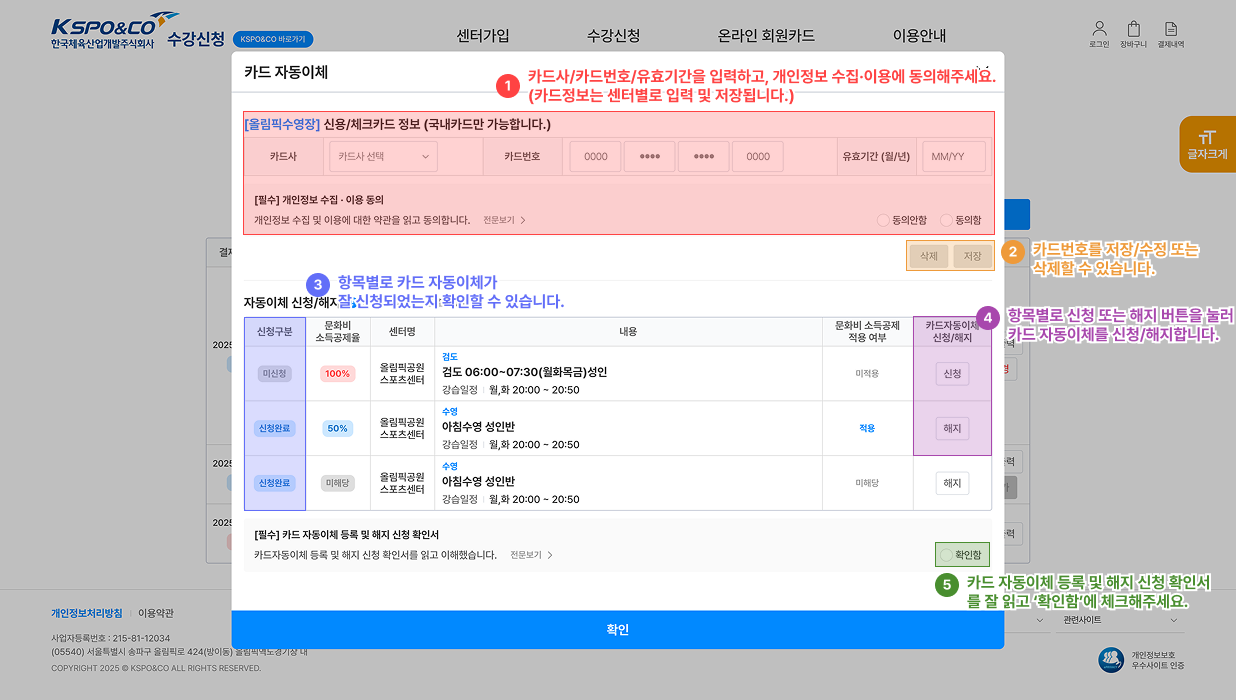 KSPO&CO
한국체육산업개발주식회사
수강신청
KSPO&CO 바로가기
센터가입
수강신청
온라인 회원카드
이용안내
로그인
장바구니
결제내역
카드 자동이체
1
카드사/카드번호/유효기간을 입력하고, 개인정보 수집·이용에 동의해주세요.
(카드정보는 센터별로 입력 및 저장됩니다.)
[올림픽수영장] 신용/체크카드 정보 (국내카드만 가능합니다.)
카드사
카드사 선택
카드번호
0000
••••
••••
0000
유효기간 (월/년)
MM/YY
[필수] 개인정보 수집 · 이용 동의
개인정보 수집 및 이용에 대한 약관을 읽고 동의합니다.
전문보기 >
동의안함
동의함
TT
글자크게
삭제
저장
2
카드번호를 저장/수정 또는
삭제할 수 있습니다.
3
항목별로 카드 자동이체가
잘 신청되었는지 확인할 수 있습니다.
자동이체 신청/해지
4
항목별로 신청 또는 해지 버튼을 눌러
카드 자동이체를 신청/해지합니다.
신청구분
문화비
소득공제율
센터명
내용
문화비 소득공제
적용 여부
카드자동이체
신청/해지
미신청
100%
올림픽공원
스포츠센터
검도
검도 06:00~07:30(월화목금)성인
강습일정 | 월,화 20:00 ~ 20:50
미적용
신청
신청완료
50%
올림픽공원
스포츠센터
수영
아침수영 성인반
강습일정 | 월,화 20:00 ~ 20:50
적용
해지
신청완료
미해당
올림픽공원
스포츠센터
수영
아침수영 성인반
강습일정 | 월,화 20:00 ~ 20:50
미해당
해지
2025
2025
2025
[필수] 카드 자동이체 등록 및 해지 신청 확인서
카드자동이체 등록 및 해지 신청 확인서를 읽고 이해했습니다.
전문보기 >
확인함
5
카드 자동이체 등록 및 해지 신청 확인서
를 잘 읽고 ‘확인함’에 체크해주세요.
확인
개인정보처리방침 | 이용약관
사업자등록번호 : 215-81-12034
(05540) 서울특별시 송파구 올림픽로 424(방이동) 올림픽역도경기장 내
COPYRIGHT 2025 © KSPO&CO ALL RIGHTS RESERVED.
관련사이트
개인정보보호
우수사이트 인증